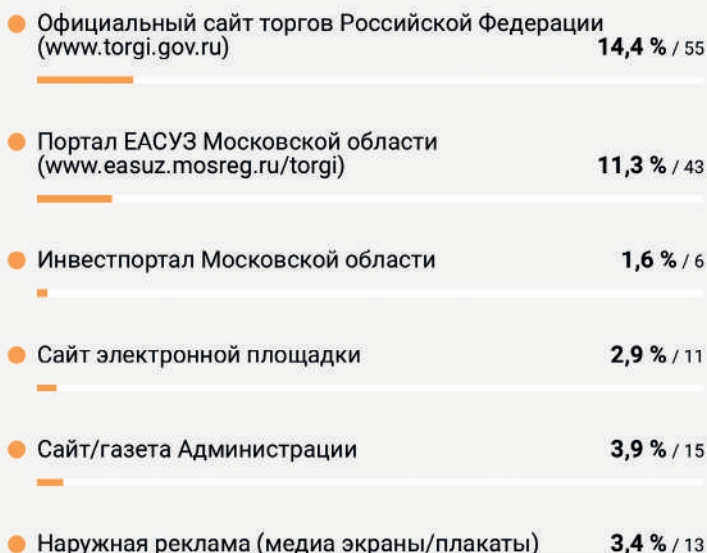 Официальный сайт торгов Российской Федерации
(www.torgi.gov.ru) 14,4 % / 55
Портал ЕАСУЗ Московской области
(www.easuz.mosreg.ru/torgi) 11,3 % / 43
Инвестпортал Московской области 1,6 % / 6
Сайт электронной площадки 2,9 % / 11
Сайт/газета Администрации 3,9 % / 15
Наружная реклама (медиа экраны/плакаты) 3,4 % / 13